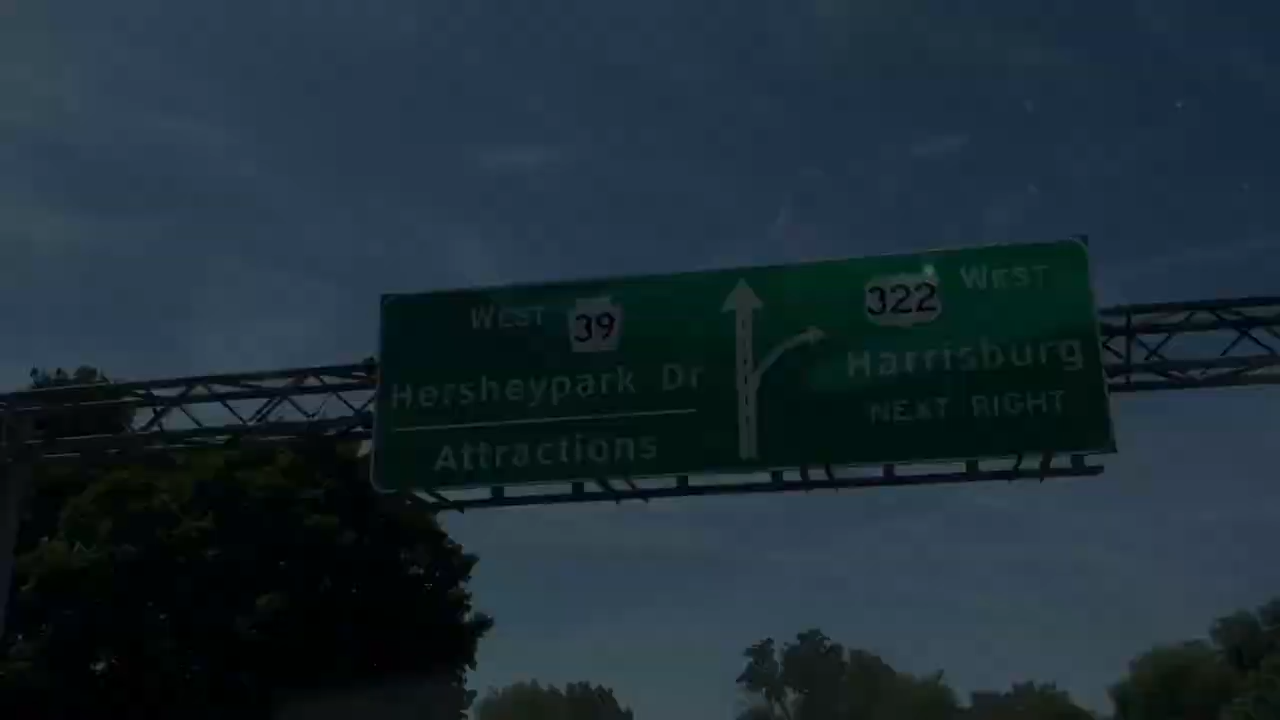 WEST 39
Hersheypark Dr
Attractions
322 WEST
Harrisburg
NEXT RIGHT